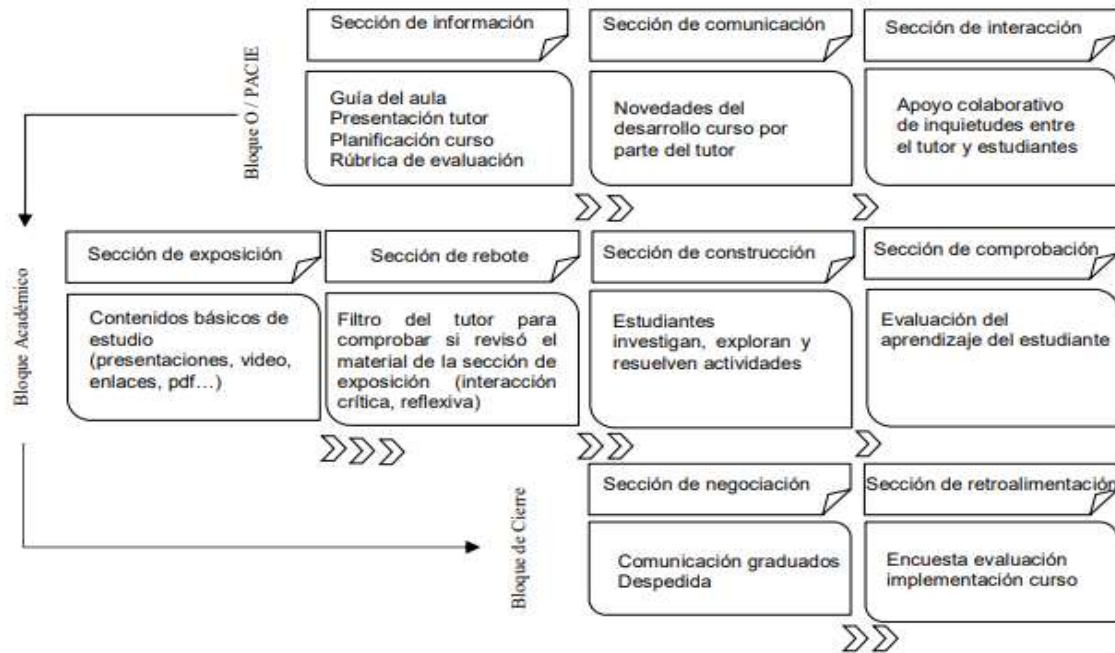 Bloque O / PACIE
Sección de información
Guía del aula
Presentación tutor
Planificación curso
Rúbrica de evaluación
Sección de comunicación
Novedades del
desarrollo curso por
parte del tutor
Sección de interacción
Apoyo colaborativo
de inquietudes entre
el tutor y estudiantes
Bloque Académico
Sección de exposición
Contenidos básicos de
estudio
(presentaciones, video,
enlaces, pdf…)
Sección de rebote
Filtro del tutor para
comprobar si revisó el
material de la sección de
exposición (interacción
crítica, reflexiva)
Sección de construcción
Estudiantes
investigan, exploran y
resuelven actividades
Sección de comprobación
Evaluación del
aprendizaje del estudiante
Bloque de Cierre
Sección de negociación
Comunicación graduados
Despedida
Sección de retroalimentación
Encuesta evaluación
implementación curso